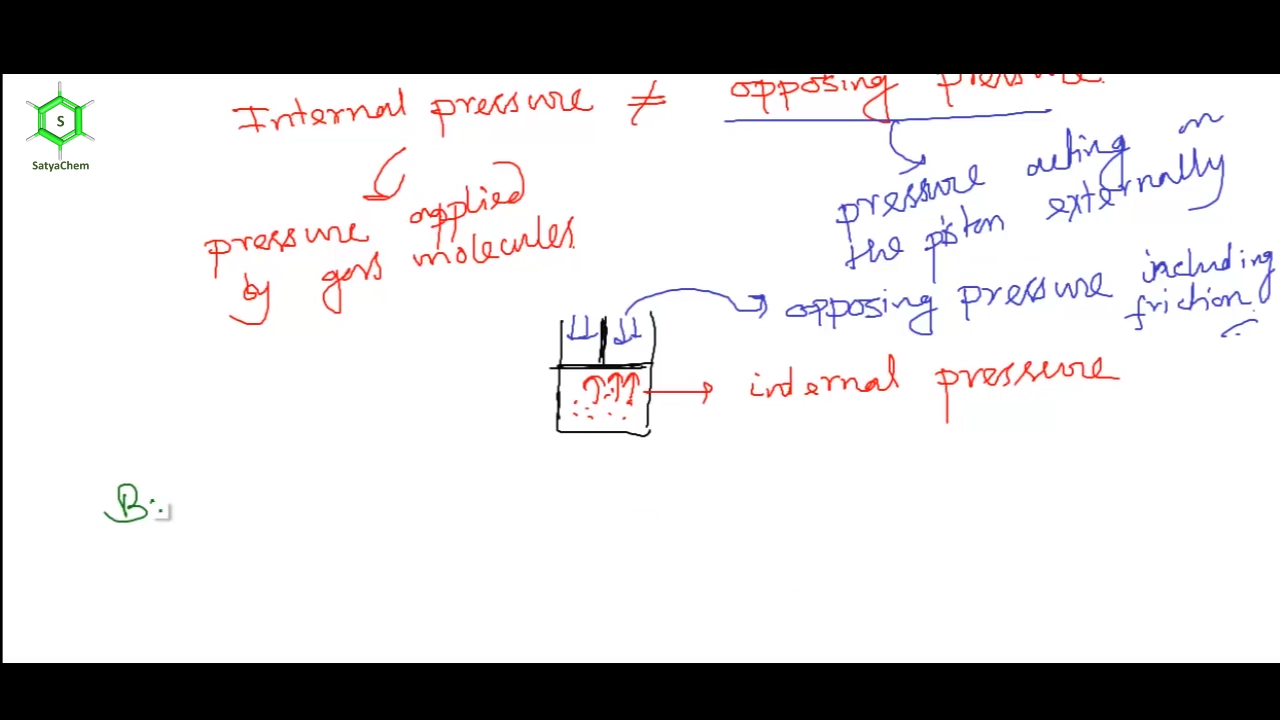 S
SatyaChem
Internal pressure ≠ opposing pressure
pressure applied
by gas molecules
pressure acting on
the piston externally
opposing pressure including
friction
internal pressure
B: